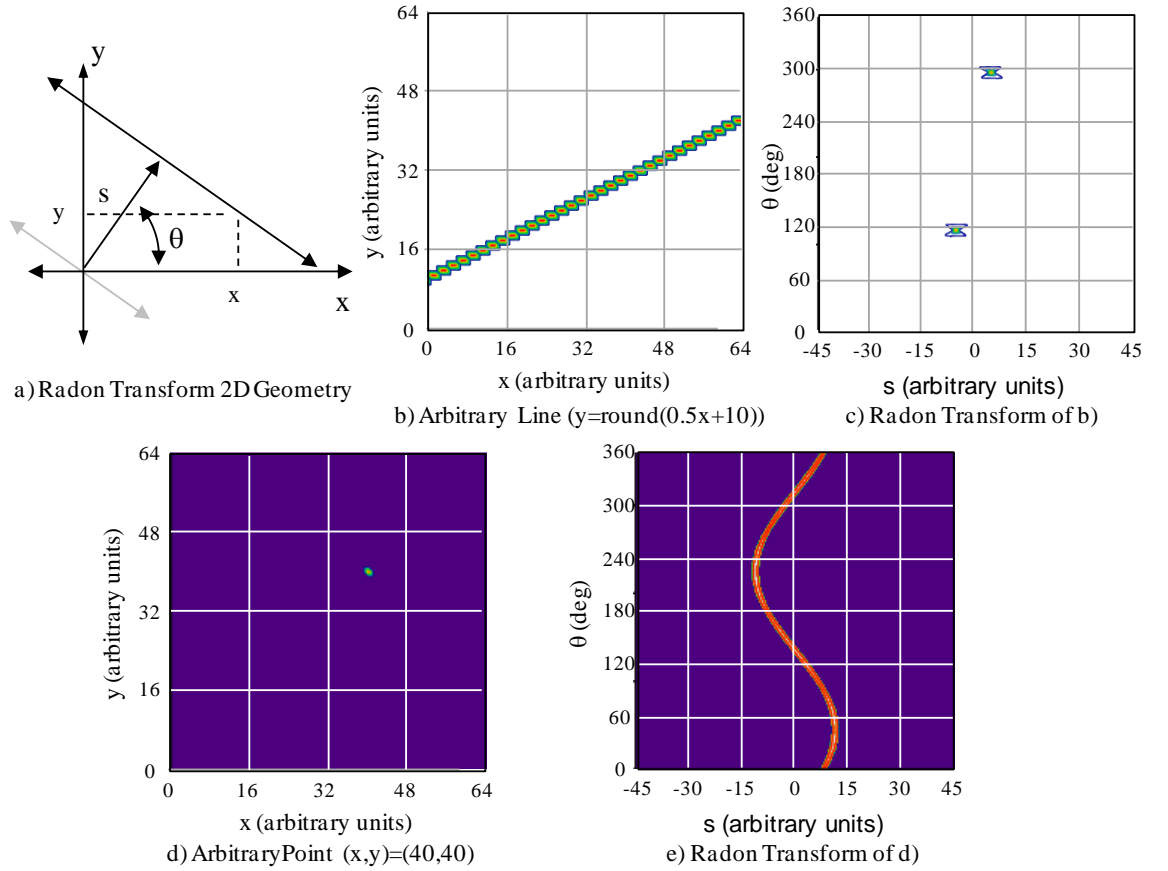 y
s
y
θ
x
x
a) Radon Transform 2D Geometry
64
48
32
16
0
y (arbitrary units)
0 16 32 48 64
x (arbitrary units)
b) Arbitrary Line (y=round(0.5x+10))
360
300
240
180
120
60
0
θ (deg)
-45 -30 -15 0 15 30 45
s (arbitrary units)
c) Radon Transform of b)
64
48
32
16
0
y (arbitrary units)
0 16 32 48 64
x (arbitrary units)
d) Arbitrary Point (x,y)=(40,40)
360
300
240
180
120
60
0
θ (deg)
-45 -30 -15 0 15 30 45
s (arbitrary units)
e) Radon Transform of d)